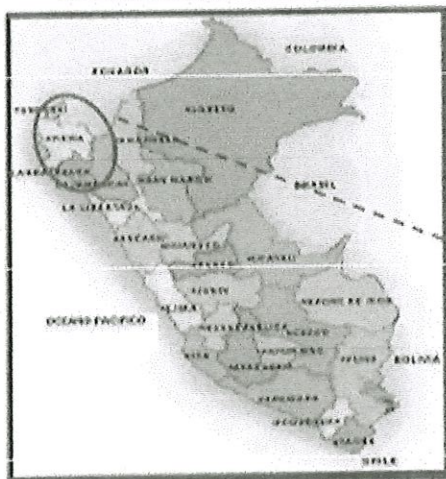 COLOMBIA
ECUADOR
LORETO
PIURA
AMAZONAS
LAMBAYEQUE
CAJAMARCA
SAN MARTIN
BRASIL
LA LIBERTAD
ANCASH
HUANUCO
PASCO
UCAYALI
JUNIN
MADRE DE DIOS
OCEANO PACIFICO
LIMA
HUANCAVELICA
CUSCO
ICA
APURIMAC
PUNO
BOLIVIA
AYACUCHO
AREQUIPA
MOQUEGUA
TACNA
CHILE